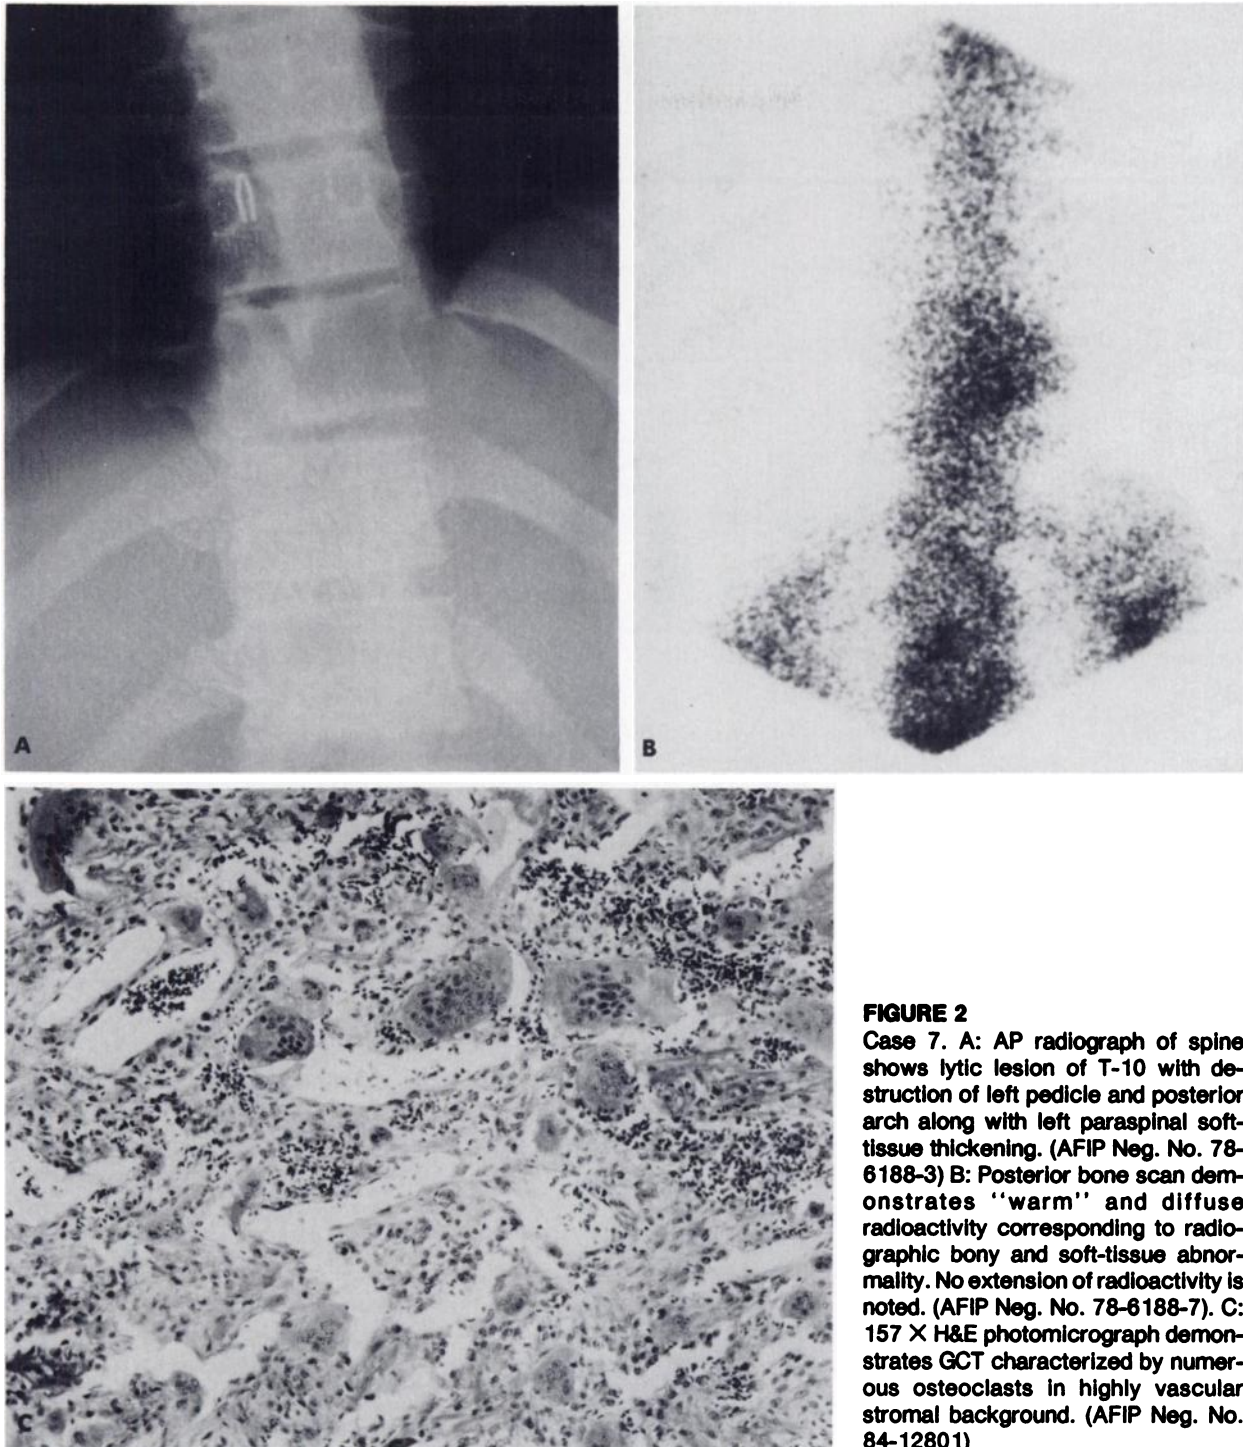 A
B
C
FIGURE 2
Case 7. A: AP radiograph of spine
shows lytic lesion of T-10 with de-
struction of left pedicle and posterior
arch along with left paraspinal soft-
tissue thickening. (AFIP Neg. No. 78-
6188-3) B: Posterior bone scan dem-
onstrates "warm" and diffuse
radioactivity corresponding to radio-
graphic bony and soft-tissue abnor-
mality. No extension of radioactivity is
noted. (AFIP Neg. No. 78-6188-7). C:
157 X H&E photomicrograph demon-
strates GCT characterized by numer-
ous osteoclasts in highly vascular
stromal background. (AFIP Neg. No.
84-12801)